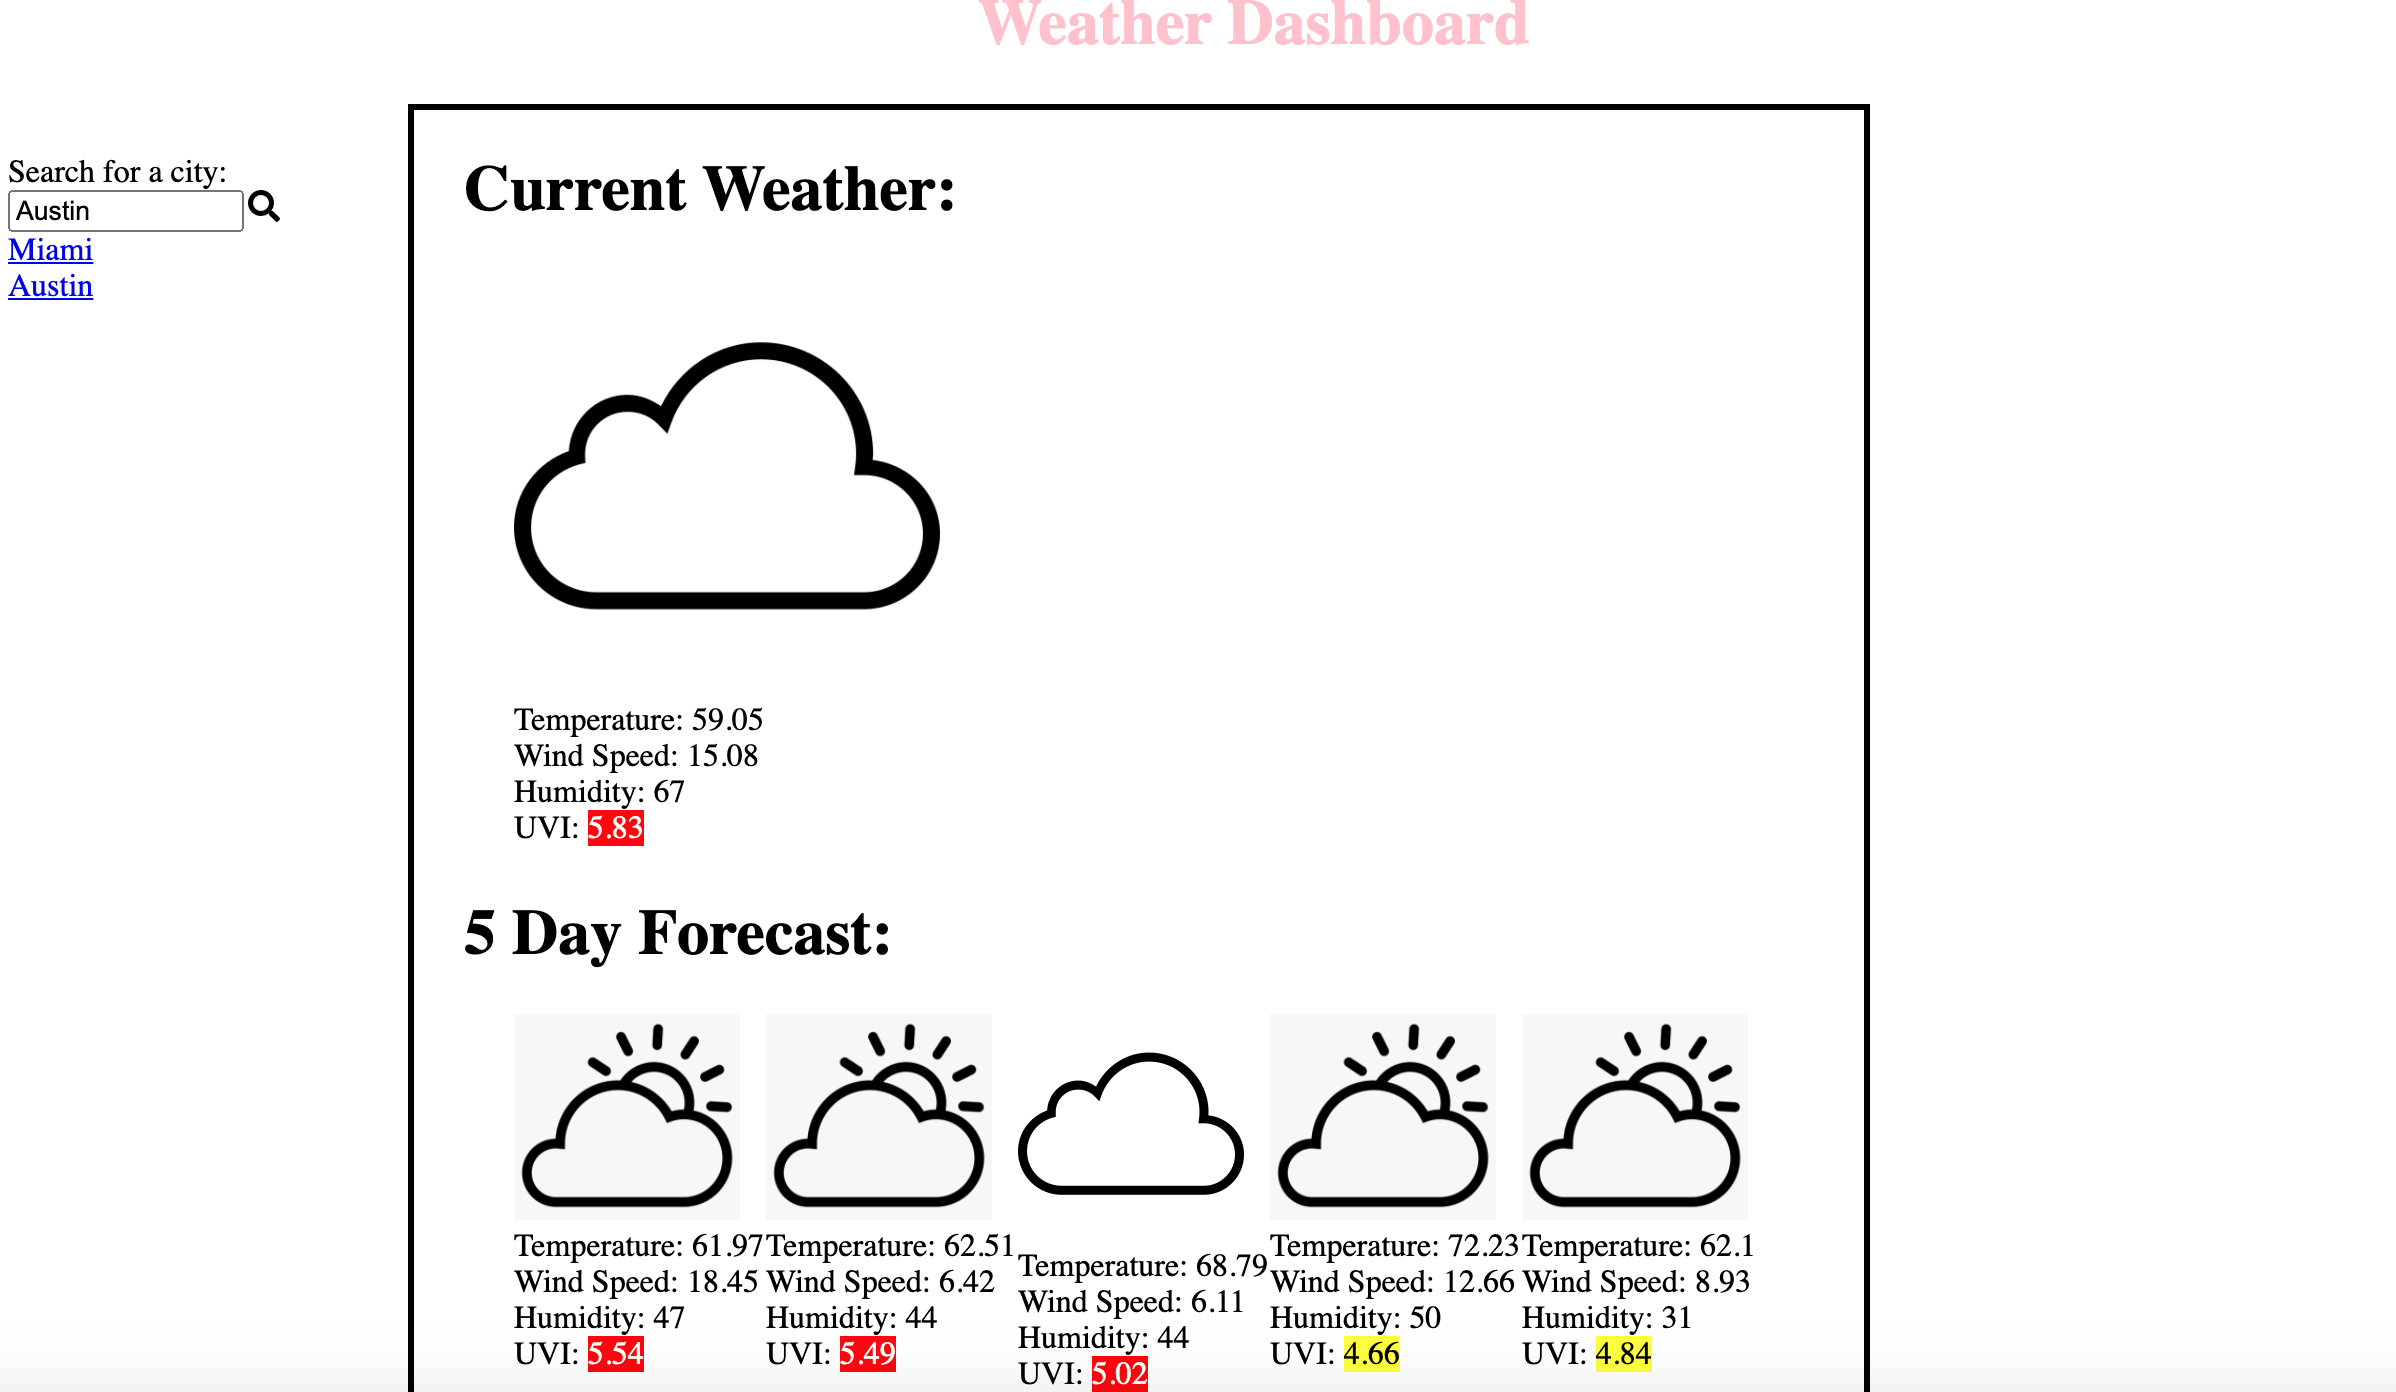 Weather Dashboard
Search for a city:
Austin
Miami
Austin
Current Weather:
Temperature: 59.05
Wind Speed: 15.08
Humidity: 67
UVI: 5.83
5 Day Forecast:
Temperature: 61.97
Wind Speed: 18.45
Humidity: 47
UVI: 5.54
Temperature: 62.51
Wind Speed: 6.42
Humidity: 44
UVI: 5.49
Temperature: 68.79
Wind Speed: 6.11
Humidity: 44
UVI: 5.02
Temperature: 72.23
Wind Speed: 12.66
Humidity: 50
UVI: 4.66
Temperature: 62.1
Wind Speed: 8.93
Humidity: 31
UVI: 4.84